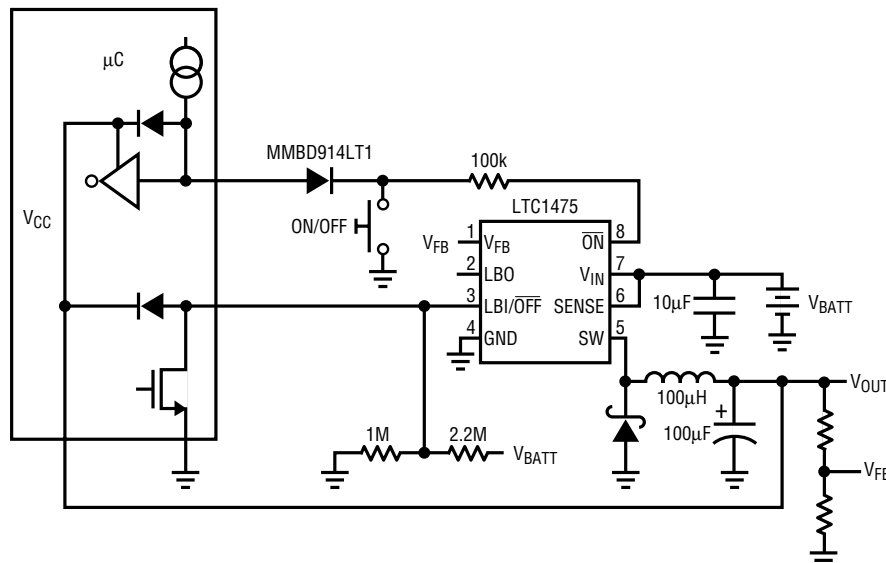 µC
MMBD914LT1
100k
LTC1475
VCC
ON/OFF
VFB
1
VFB
ON
8
2
LBO
VIN
7
3
LBI/OFF
SENSE
6
4
GND
SW
5
10µF
VBATT
100µH
VOUT
+
100µF
1M
2.2M
VBATT
VFB